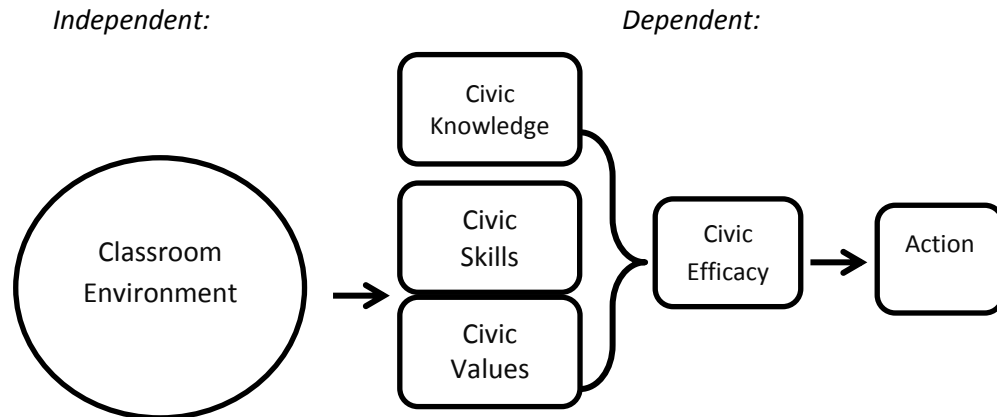 Independent:
Dependent:
Civic
Knowledge
Classroom
Environment
Civic
Skills
Civic
Values
Civic
Efficacy
Action